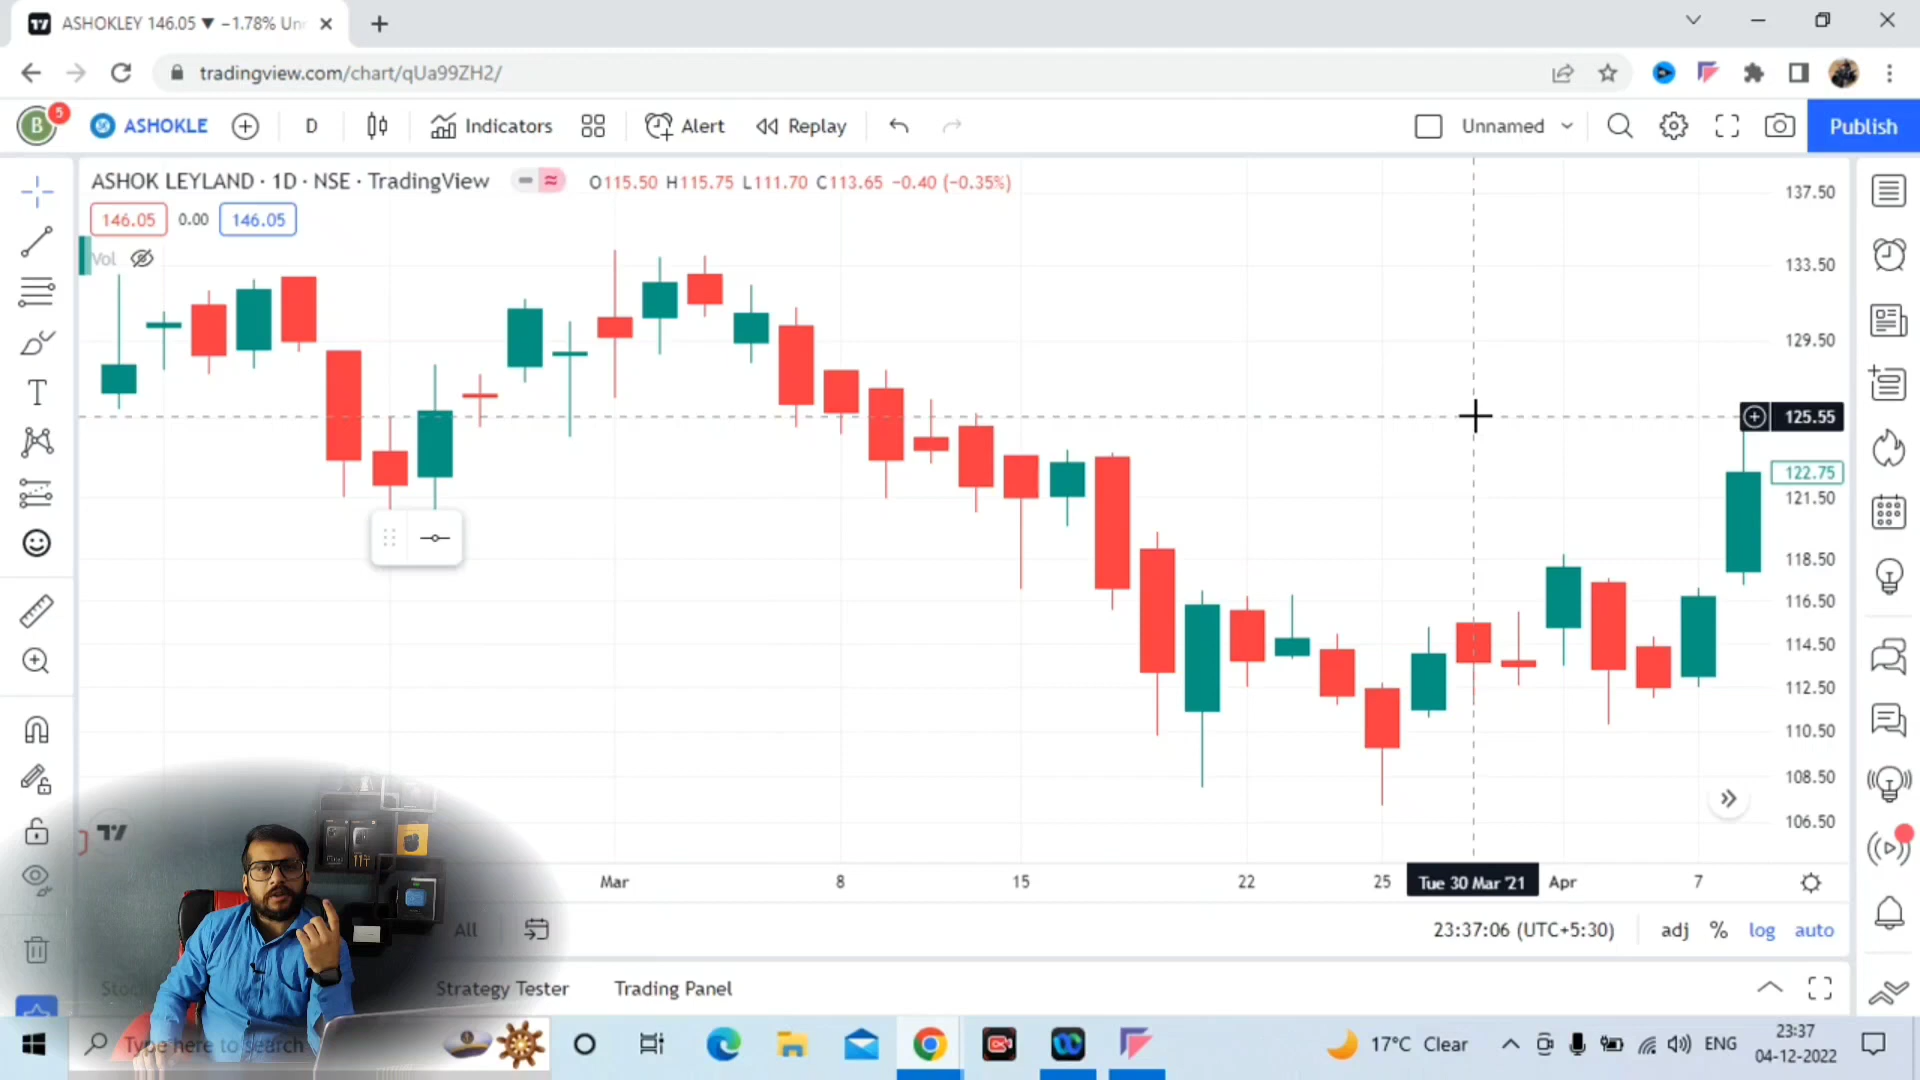 ASHOKLEY 146.05 ▼ −1.78% Un
tradingview.com/chart/qUa99ZH2/
B 5 ASHOKLE D Indicators Alert Replay Unnamed Publish
ASHOK LEYLAND · 1D · NSE · TradingView O115.50 H115.75 L111.70 C113.65 −0.40 (−0.35%)
146.05 0.00 146.05
Vol
137.50
133.50
129.50
125.55
122.75
121.50
118.50
116.50
114.50
112.50
110.50
108.50
106.50
Mar 8 15 22 25 Tue 30 Mar '21 Apr 7
All 23:37:06 (UTC+5:30) adj % log auto
Strategy Tester Trading Panel
Type here to search 17°C Clear ENG 23:37
04-12-2022